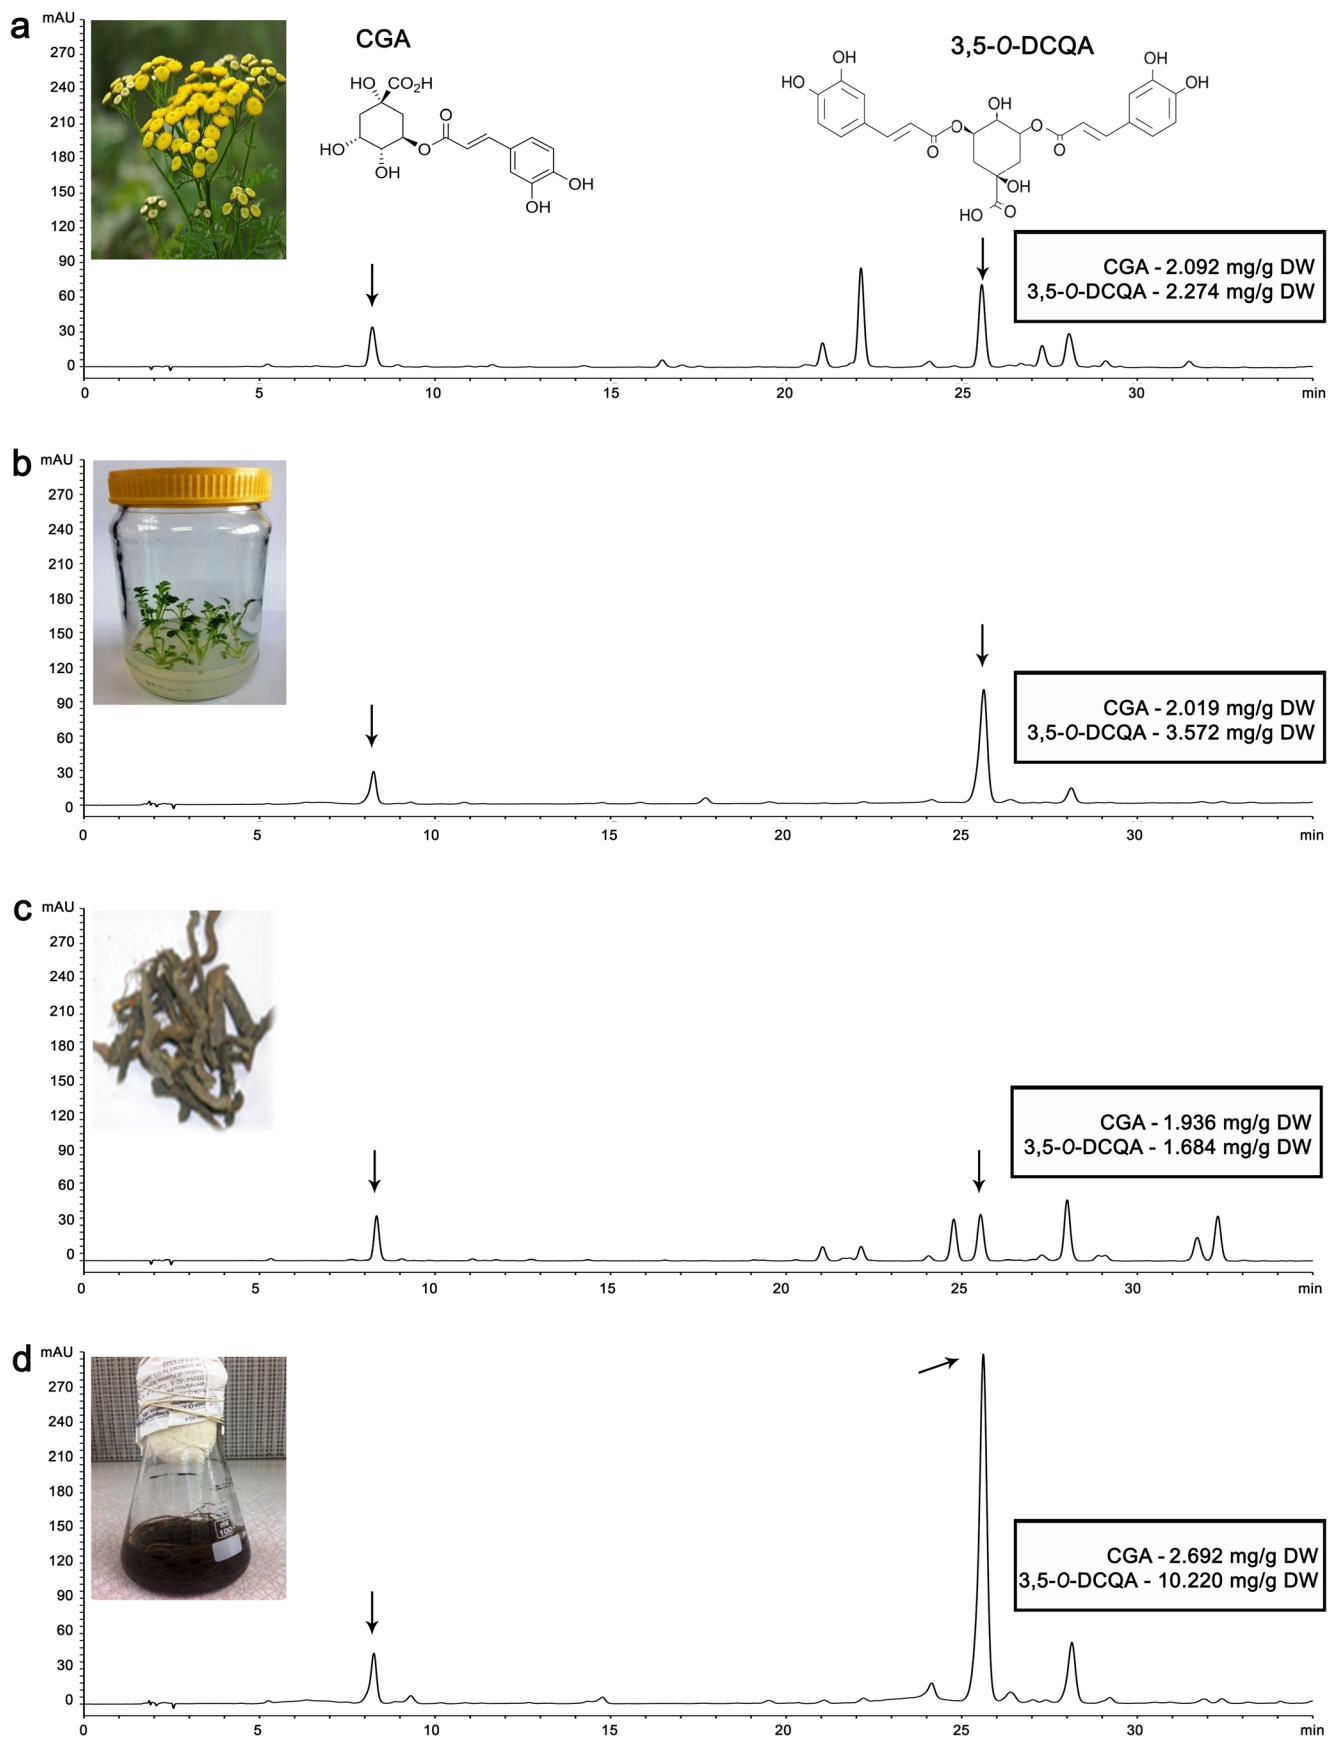 a
mAU
270
240
210
180
150
120
90
60
30
0
CGA
HO
CO₂H
O
HO
O
OH
OH
OH
3,5-O-DCQA
OH
HO
OH
OH
OH
O
O
O
O
OH
HO
O
CGA - 2.092 mg/g DW
3,5-O-DCQA - 2.274 mg/g DW
5 10 15 20 25 30 min
b
mAU
270
240
210
180
150
120
90
60
30
0
CGA - 2.019 mg/g DW
3,5-O-DCQA - 3.572 mg/g DW
0 5 10 15 20 25 30 min
c
mAU
270
240
210
180
150
120
90
60
30
0
CGA - 1.936 mg/g DW
3,5-O-DCQA - 1.684 mg/g DW
0 5 10 15 20 25 30 min
d
mAU
270
240
210
180
150
120
90
60
30
0
ml
100
CGA - 2.692 mg/g DW
3,5-O-DCQA - 10.220 mg/g DW
0 5 10 15 20 25 30 min